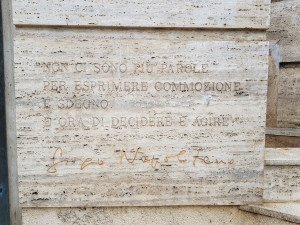 "NON CI SONO PIÙ PAROLE
PER ESPRIMERE COMMOZIONE
E SDEGNO:
È ORA DI DECIDERE E AGIRE"
Giorgio Napolitano